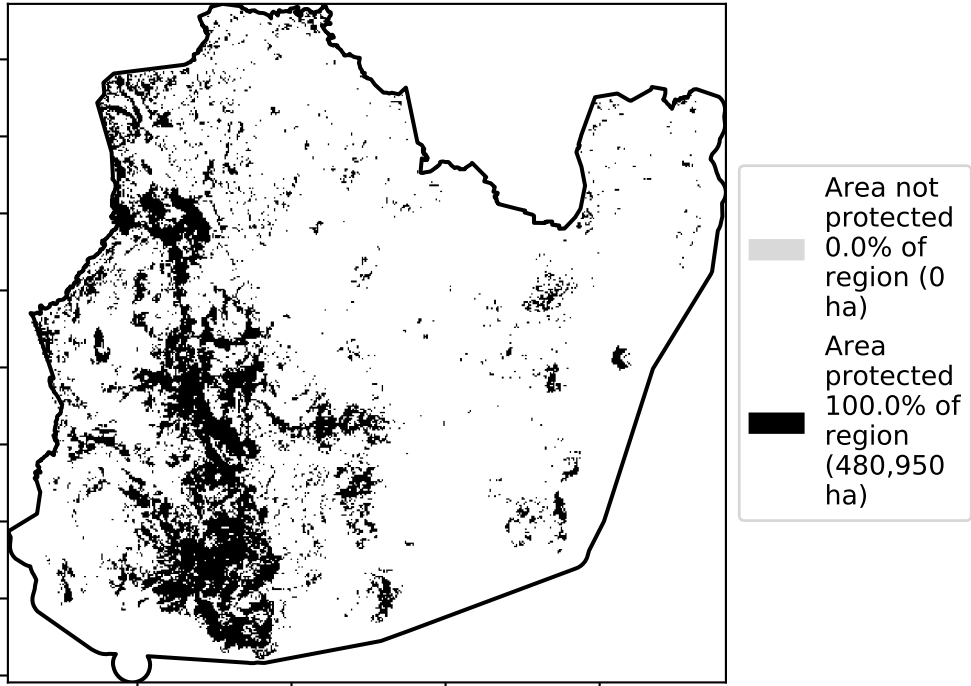 Area not
protected
0.0% of
region (0
ha)
Area
protected
100.0% of
region
(480,950
ha)